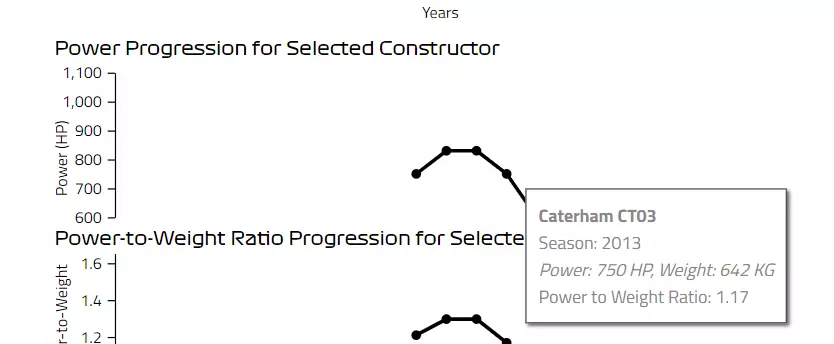 Years
Power Progression for Selected Constructor
1,100
1,000
900
800
700
600
Power (HP)
Caterham CT03
Season: 2013
Power: 750 HP, Weight: 642 KG
Power to Weight Ratio: 1.17
Power-to-Weight Ratio Progression for Selecte
1.6
1.4
1.2
r-to-Weight